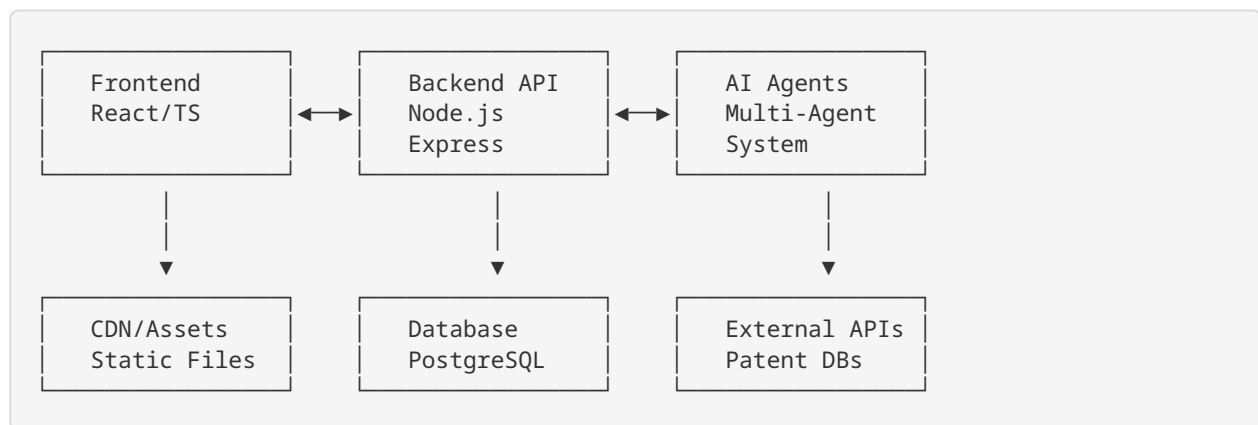 Frontend Backend API AI Agents
React/TS Node.js Multi-Agent
Express System
CDN/Assets Database External APIs
Static Files PostgreSQL Patent DBs